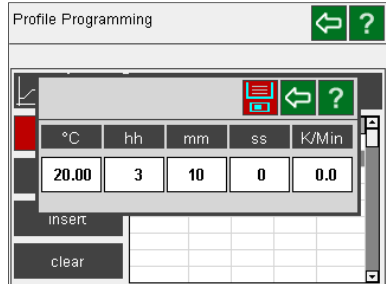 Profile Programming
?
?
°C hh mm ss K/Min
20.00 3 10 0 0.0
insert
clear